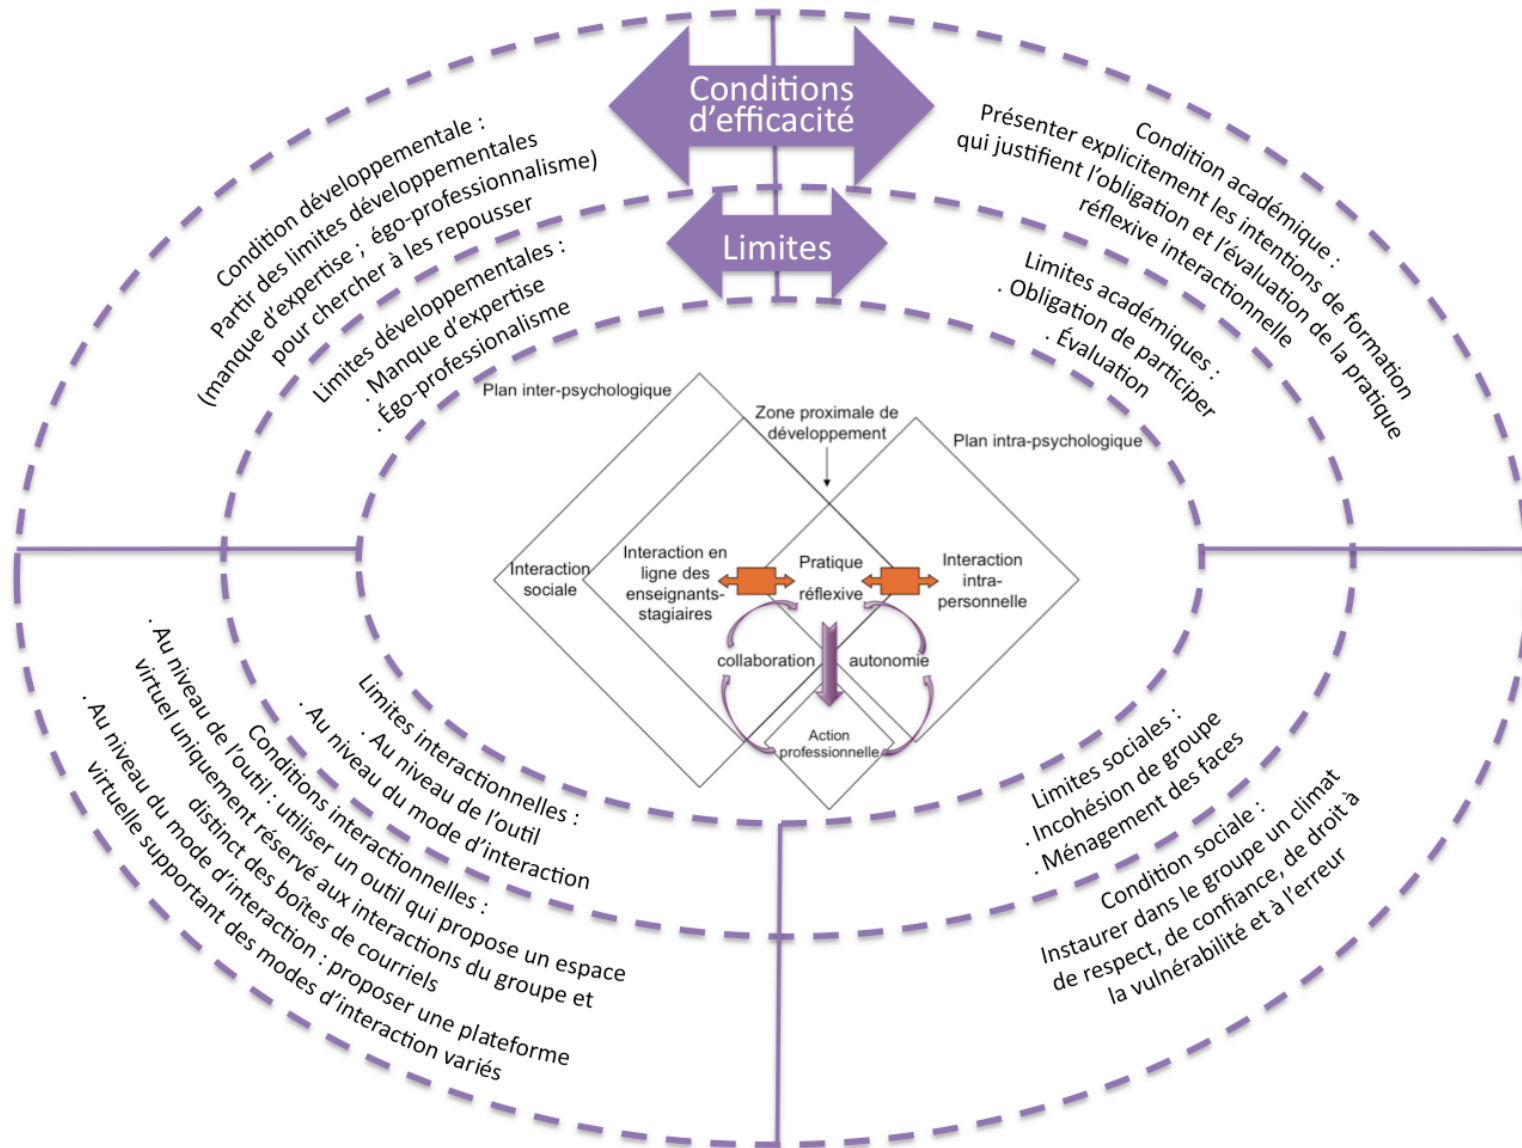 Conditions
d'efficacité
Limites
Condition développementale :
Partir des limites développementales
(manque d'expertise ; égo-professionnalisme)
pour chercher à les repousser
Limites développementales :
. Manque d'expertise
. Égo-professionalisme
Condition académique :
Présenter explicitement les intentions de formation
qui justifient l'obligation et l'évaluation de la pratique
réflexive interactionnelle
Limites académiques :
. Obligation de participer
. Évaluation
Plan inter-psychologique
Zone proximale de
développement
Plan intra-psychologique
Interaction
sociale
Interaction en
ligne des
enseignants-
stagiaires
Pratique
réflexive
Interaction
intra-
personnelle
collaboration
autonomie
Action
professionnelle
Limites interactionnelles :
. Au niveau de l'outil
. Au niveau du mode d'interaction
Conditions interactionnelles :
. Au niveau de l'outil : utiliser un outil qui propose un espace
virtuel uniquement réservé aux interactions du groupe et
distinct des boîtes de courriels
. Au niveau du mode d'interaction : proposer une plateforme
virtuelle supportant des modes d'interaction variés
Limites sociales :
. Incohésion de groupe
. Ménagement des faces
Condition sociale :
Instaurer dans le groupe un climat
de respect, de confiance, de droit à
la vulnérabilité et à l'erreur